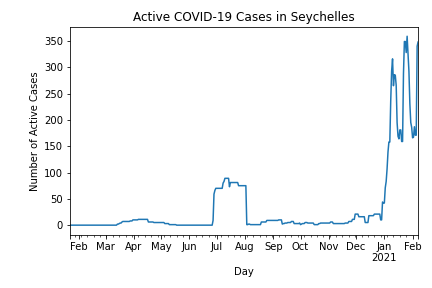 Active COVID-19 Cases in Seychelles
Number of Active Cases
350
300
250
200
150
100
50
0
Feb Mar Apr May Jun Jul Aug Sep Oct Nov Dec Jan Feb
2021
Day